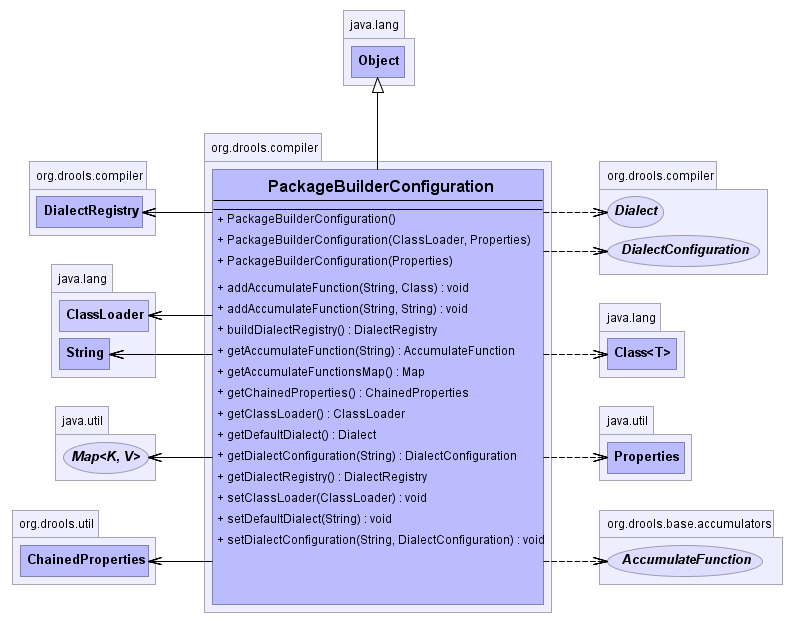 java.lang
Object
org.drools.compiler
PackageBuilderConfiguration
+ PackageBuilderConfiguration()
+ PackageBuilderConfiguration(ClassLoader, Properties)
+ PackageBuilderConfiguration(Properties)
+ addAccumulateFunction(String, Class) : void
+ addAccumulateFunction(String, String) : void
+ buildDialectRegistry() : DialectRegistry
+ getAccumulateFunction(String) : AccumulateFunction
+ getAccumulateFunctionsMap() : Map
+ getChainedProperties() : ChainedProperties
+ getClassLoader() : ClassLoader
+ getDefaultDialect() : Dialect
+ getDialectConfiguration(String) : DialectConfiguration
+ getDialectRegistry() : DialectRegistry
+ setClassLoader(ClassLoader) : void
+ setDefaultDialect(String) : void
+ setDialectConfiguration(String, DialectConfiguration) : void
org.drools.compiler
DialectRegistry
java.lang
ClassLoader
String
java.util
Map<K, V>
org.drools.util
ChainedProperties
org.drools.compiler
Dialect
DialectConfiguration
java.lang
Class<T>
java.util
Properties
org.drools.base.accumulators
AccumulateFunction